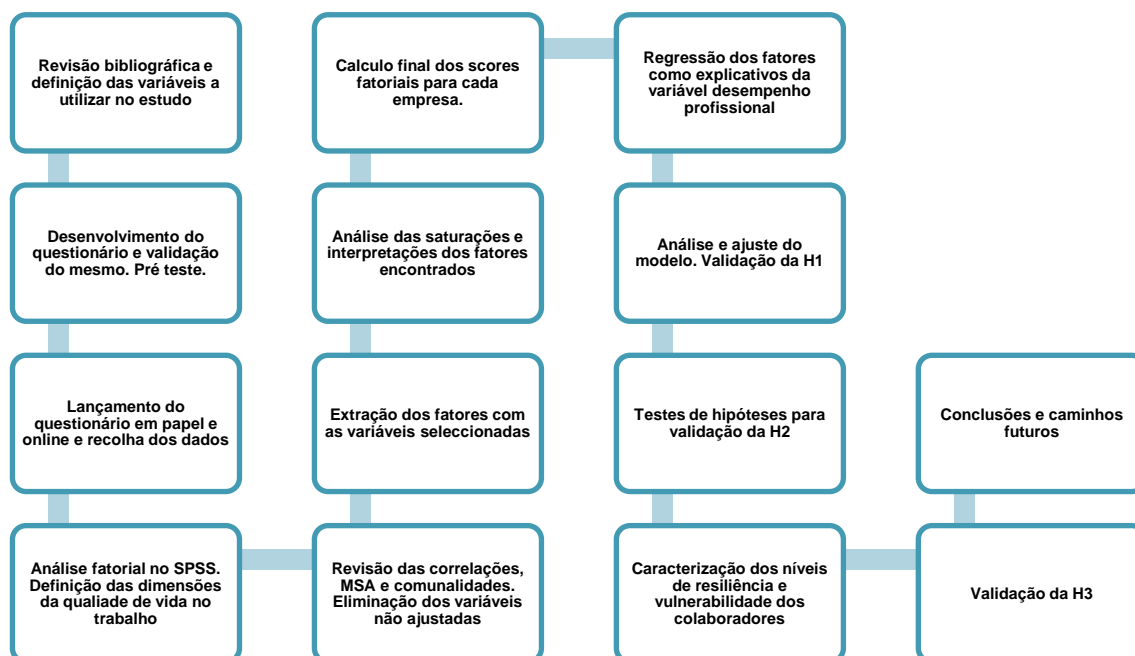 Revisão bibliográfica e
definição das variáveis a
utilizar no estudo
Desenvolvimento do
questionário e validação
do mesmo. Pré teste.
Lançamento do
questionário em papel e
online e recolha dos dados
Análise fatorial no SPSS.
Definição das dimensões
da qualiade de vida no
trabalho
Revisão das correlações,
MSA e comunalidades.
Eliminação dos variáveis
não ajustadas
Extração dos fatores com
as variáveis seleccionadas
Análise das saturações e
interpretações dos fatores
encontrados
Calculo final dos scores
fatoriais para cada
empresa.
Regressão dos fatores
como explicativos da
variável desempenho
profissional
Análise e ajuste do
modelo. Validação da H1
Testes de hipóteses para
validação da H2
Caracterização dos níveis
de resiliência e
vulnerabilidade dos
colaboradores
Validação da H3
Conclusões e caminhos
futuros